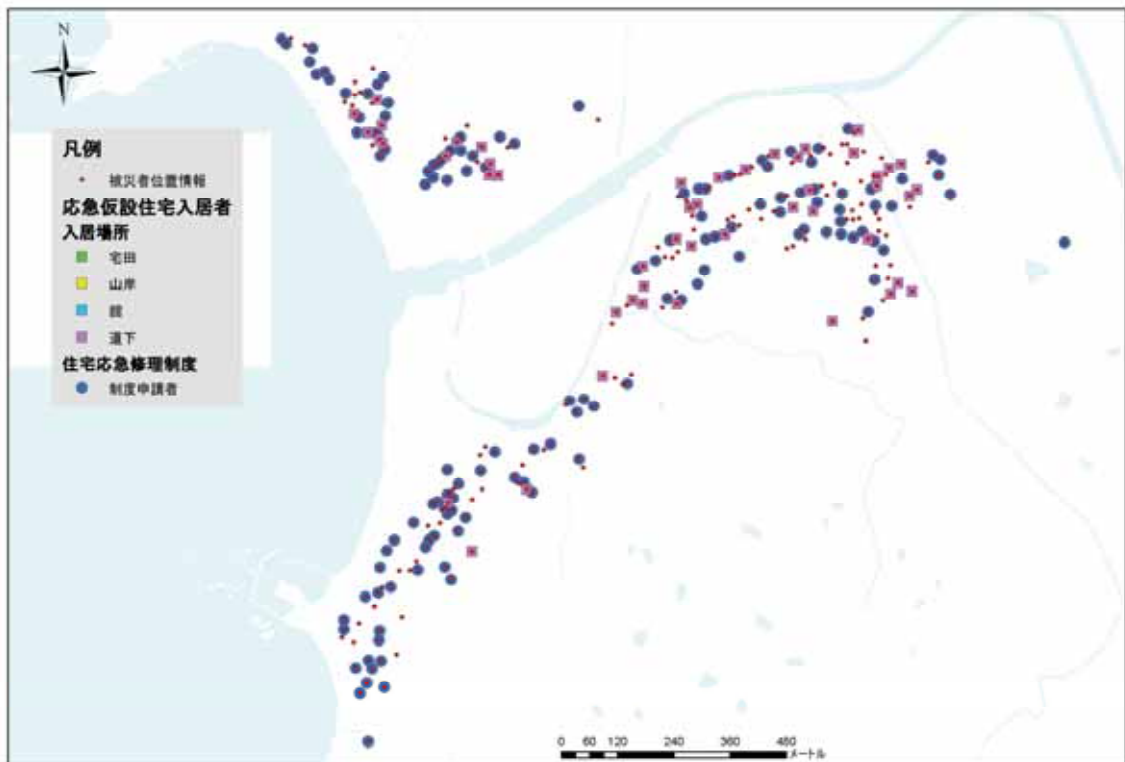 N
凡例
被災者位置情報
応急仮設住宅入居者
入居場所
宅田
山岸
舘
道下
住宅応急修理制度
制度申請者
0 60 120 240 360 480
メートル